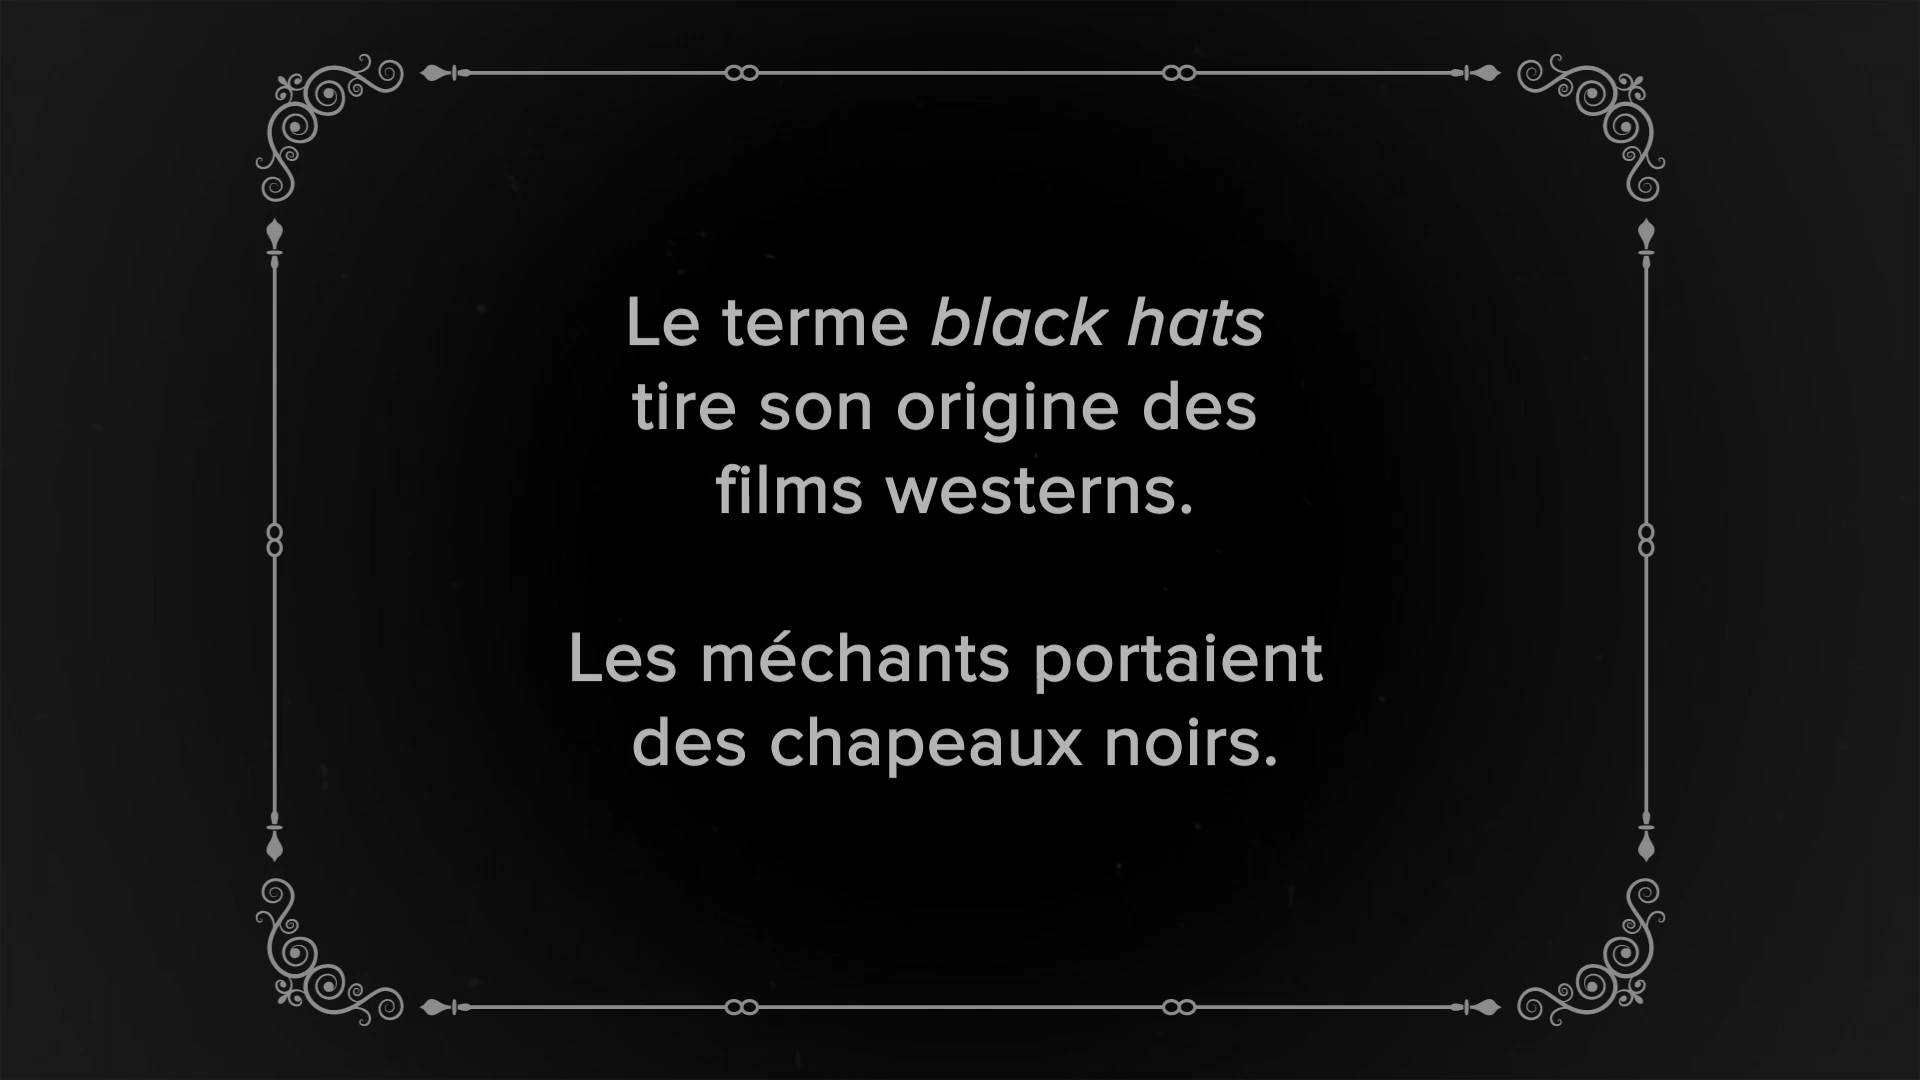 Le terme black hats
tire son origine des
films westerns.
Les méchants portaient
des chapeaux noirs.